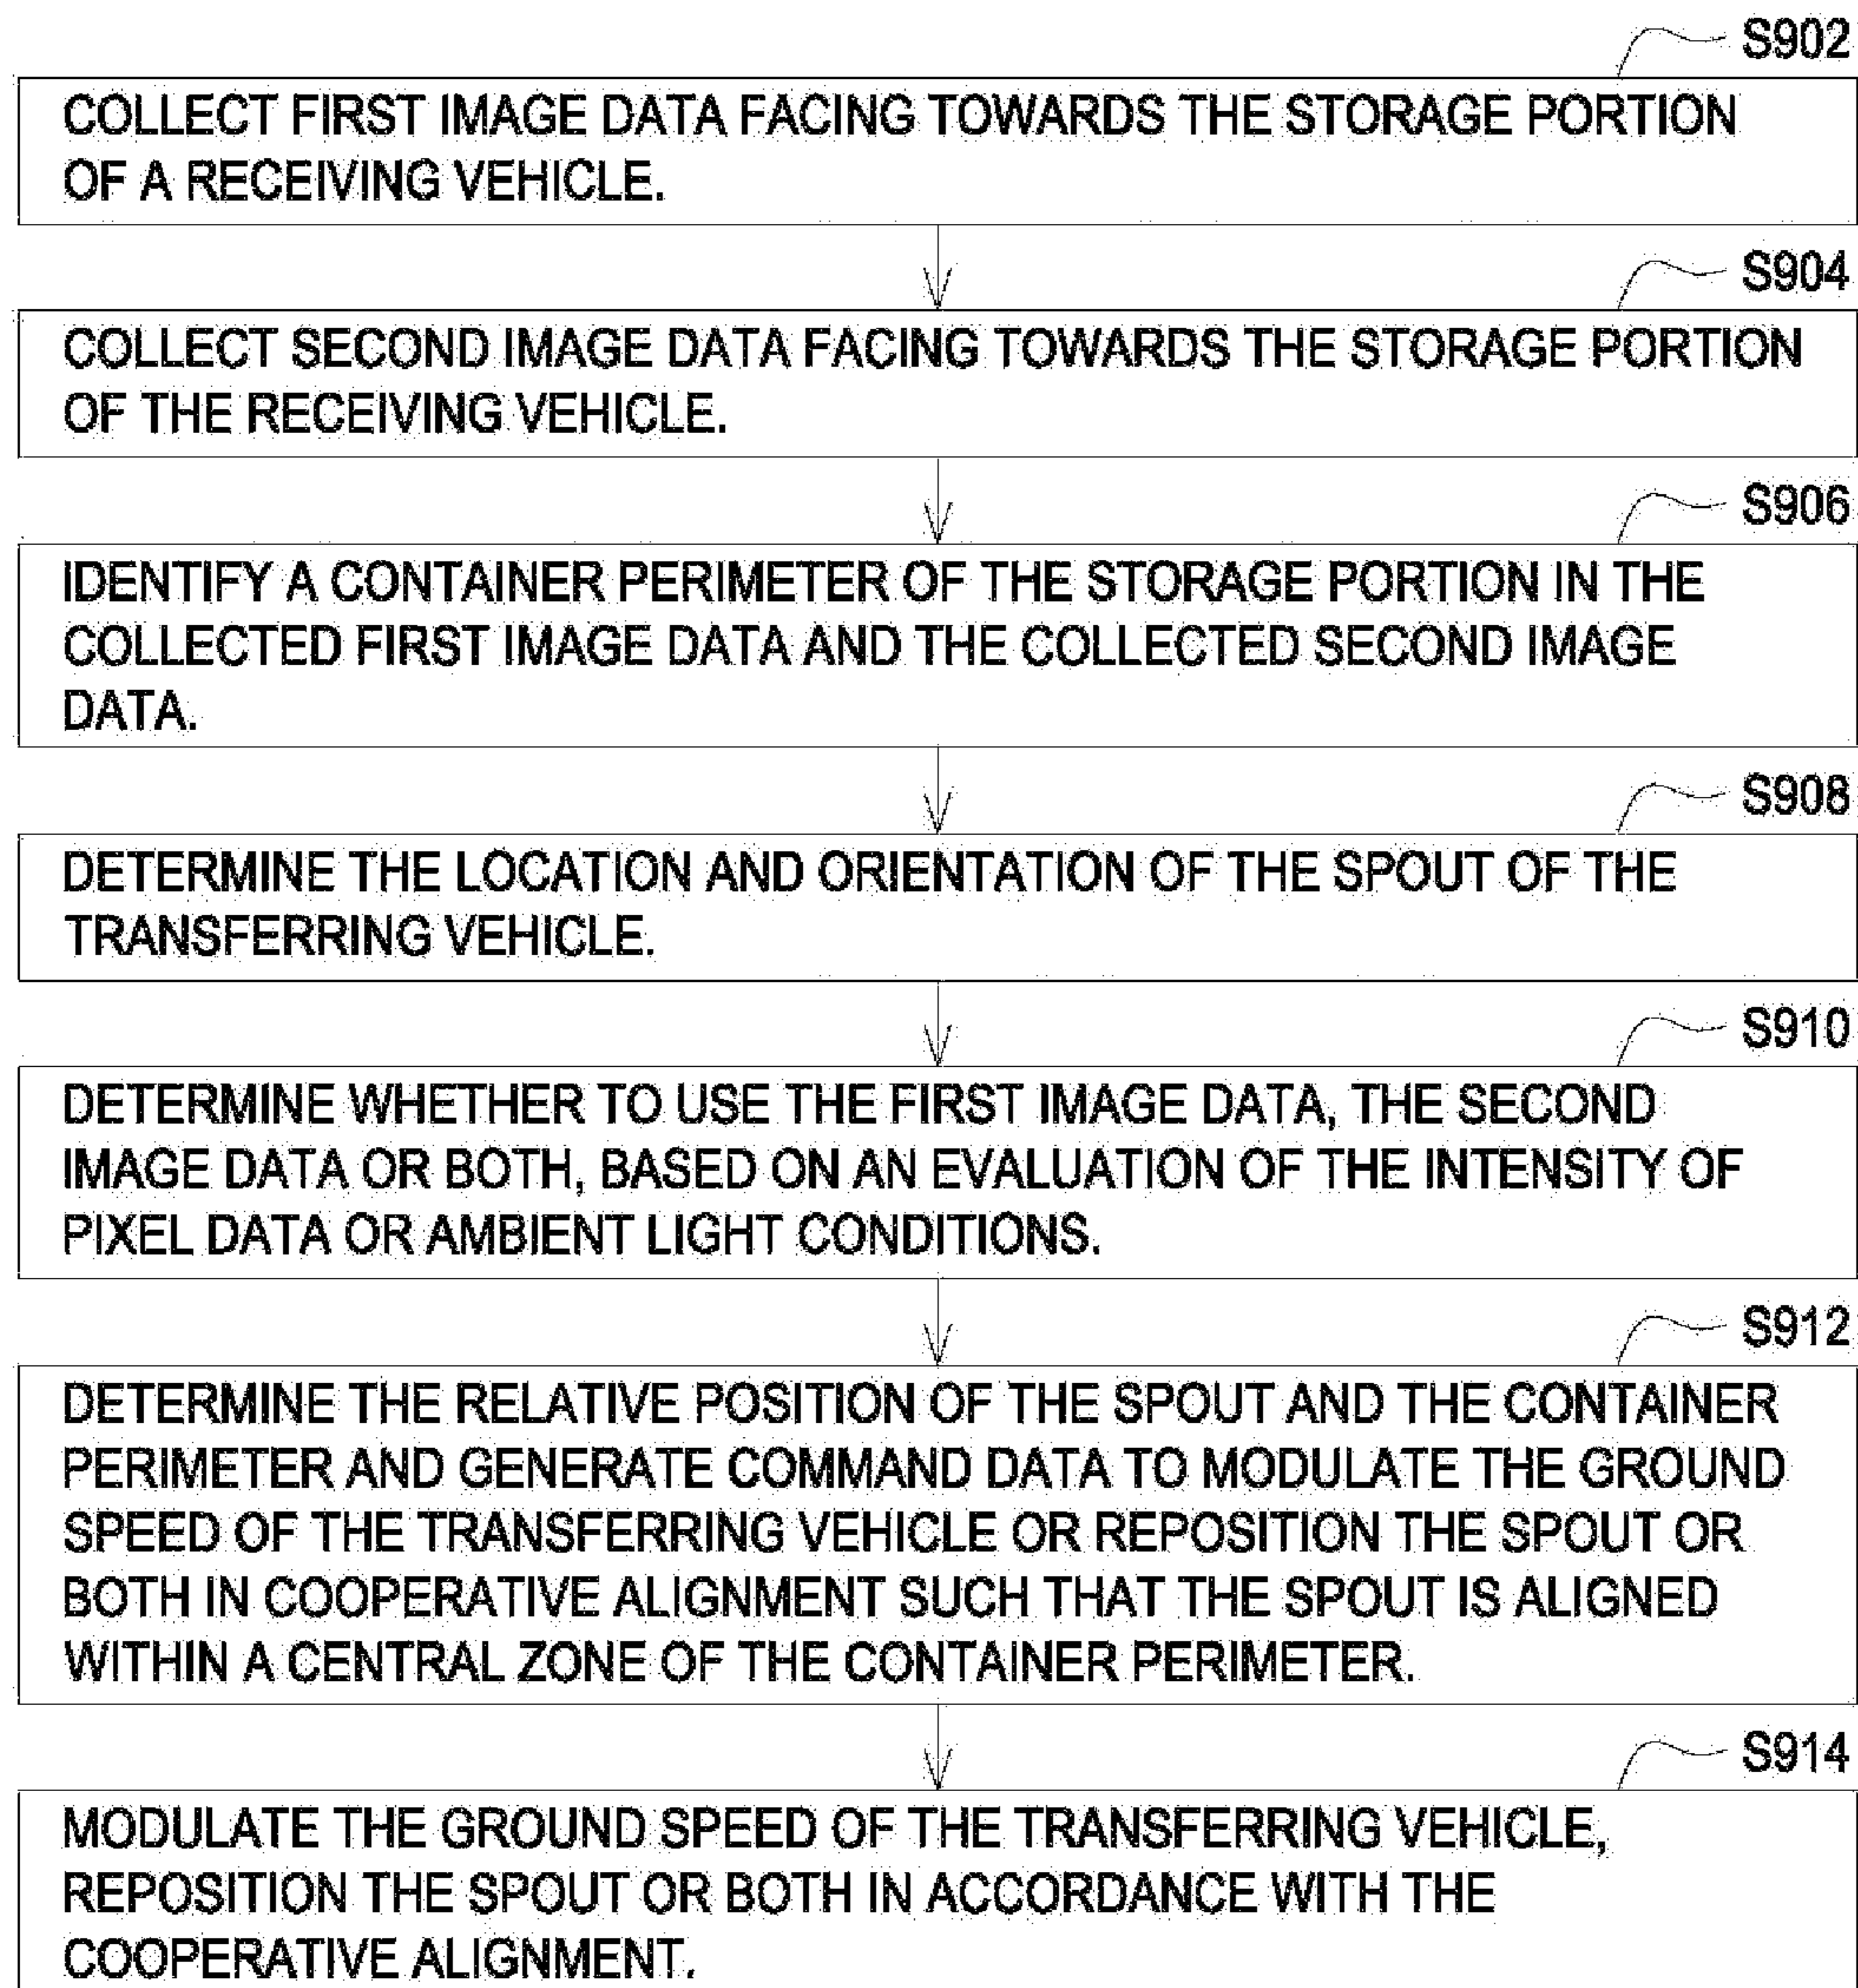 S902
COLLECT FIRST IMAGE DATA FACING TOWARDS THE STORAGE PORTION
OF A RECEIVING VEHICLE.
S904
COLLECT SECOND IMAGE DATA FACING TOWARDS THE STORAGE PORTION
OF THE RECEIVING VEHICLE.
S906
IDENTIFY A CONTAINER PERIMETER OF THE STORAGE PORTION IN THE
COLLECTED FIRST IMAGE DATA AND THE COLLECTED SECOND IMAGE
DATA.
S908
DETERMINE THE LOCATION AND ORIENTATION OF THE SPOUT OF THE
TRANSFERRING VEHICLE.
S910
DETERMINE WHETHER TO USE THE FIRST IMAGE DATA, THE SECOND
IMAGE DATA OR BOTH, BASED ON AN EVALUATION OF THE INTENSITY OF
PIXEL DATA OR AMBIENT LIGHT CONDITIONS.
S912
DETERMINE THE RELATIVE POSITION OF THE SPOUT AND THE CONTAINER
PERIMETER AND GENERATE COMMAND DATA TO MODULATE THE GROUND
SPEED OF THE TRANSFERRING VEHICLE OR REPOSITION THE SPOUT OR
BOTH IN COOPERATIVE ALIGNMENT SUCH THAT THE SPOUT IS ALIGNED
WITHIN A CENTRAL ZONE OF THE CONTAINER PERIMETER.
S914
MODULATE THE GROUND SPEED OF THE TRANSFERRING VEHICLE,
REPOSITION THE SPOUT OR BOTH IN ACCORDANCE WITH THE
COOPERATIVE ALIGNMENT.